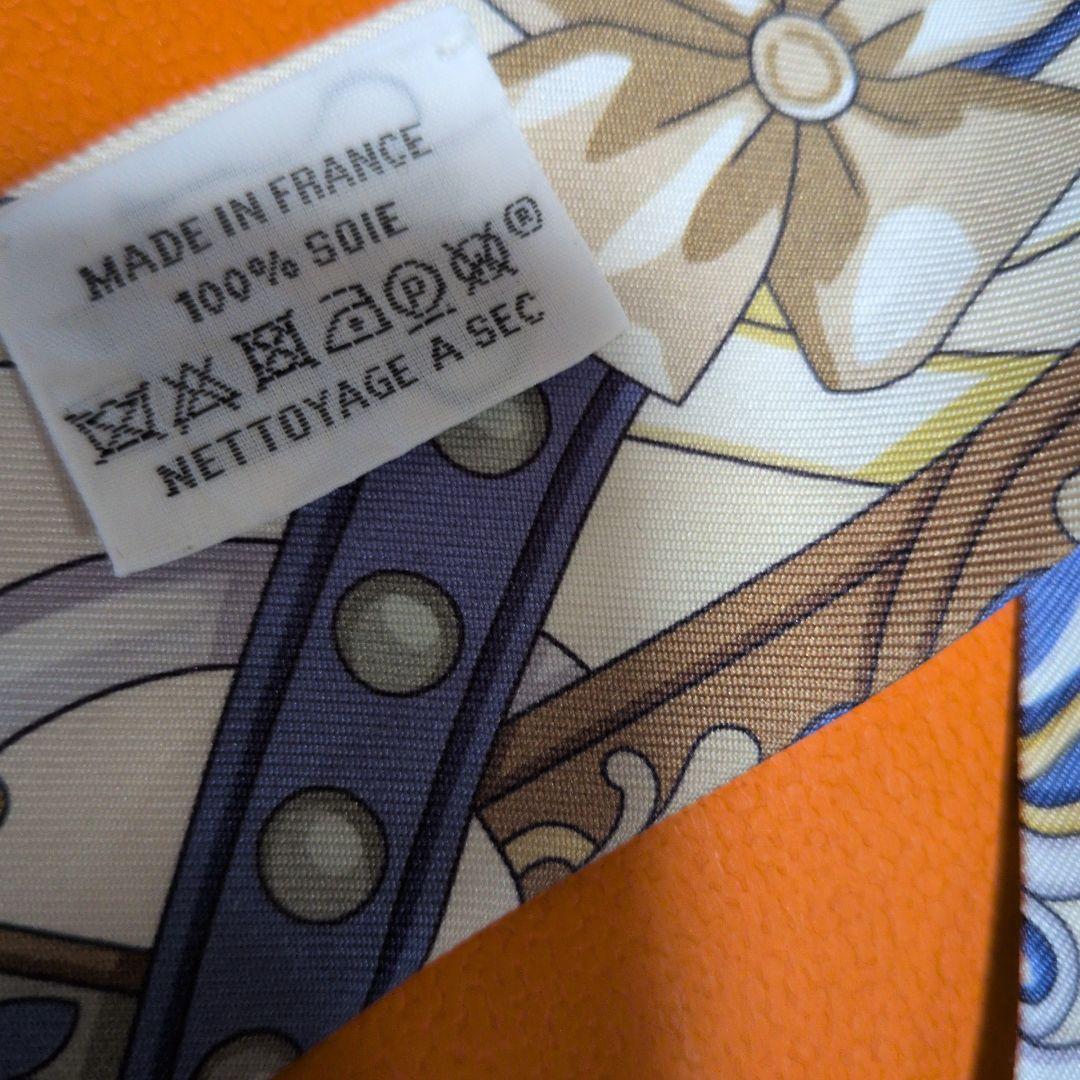 MADE IN FRANCE
100% SOIE
P ®
NETTOYAGE A SEC